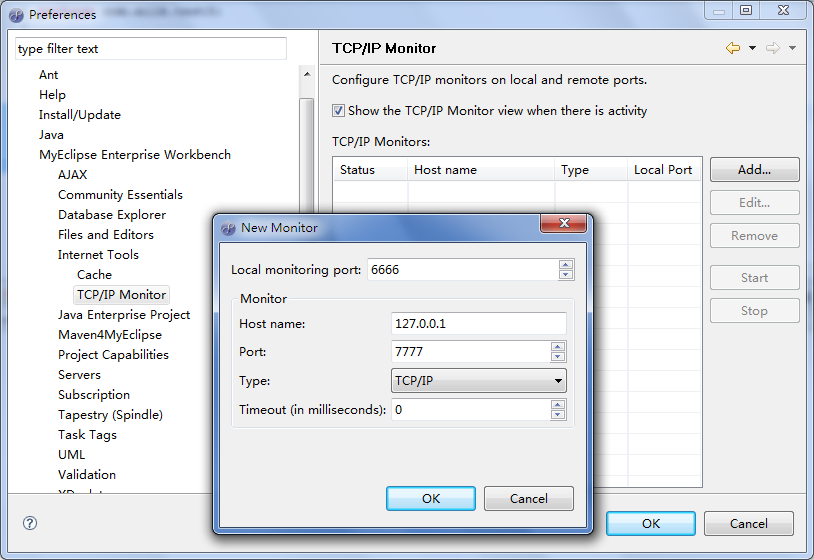 Preferences
type filter text
Ant
Help
Install/Update
Java
MyEclipse Enterprise Workbench
AJAX
Community Essentials
Database Explorer
Files and Editors
Internet Tools
Cache
TCP/IP Monitor
Java Enterprise Project
Maven4MyEclipse
Project Capabilities
Servers
Subscription
Tapestry (Spindle)
Task Tags
UML
Validation
TCP/IP Monitor
Configure TCP/IP monitors on local and remote ports.
Show the TCP/IP Monitor view when there is activity
TCP/IP Monitors:
Status Host name Type Local Port
Add...
Edit...
Remove
Start
Stop
New Monitor
Local monitoring port: 6666
Monitor
Host name: 127.0.0.1
Port: 7777
Type: TCP/IP
Timeout (in milliseconds): 0
OK Cancel
OK Cancel